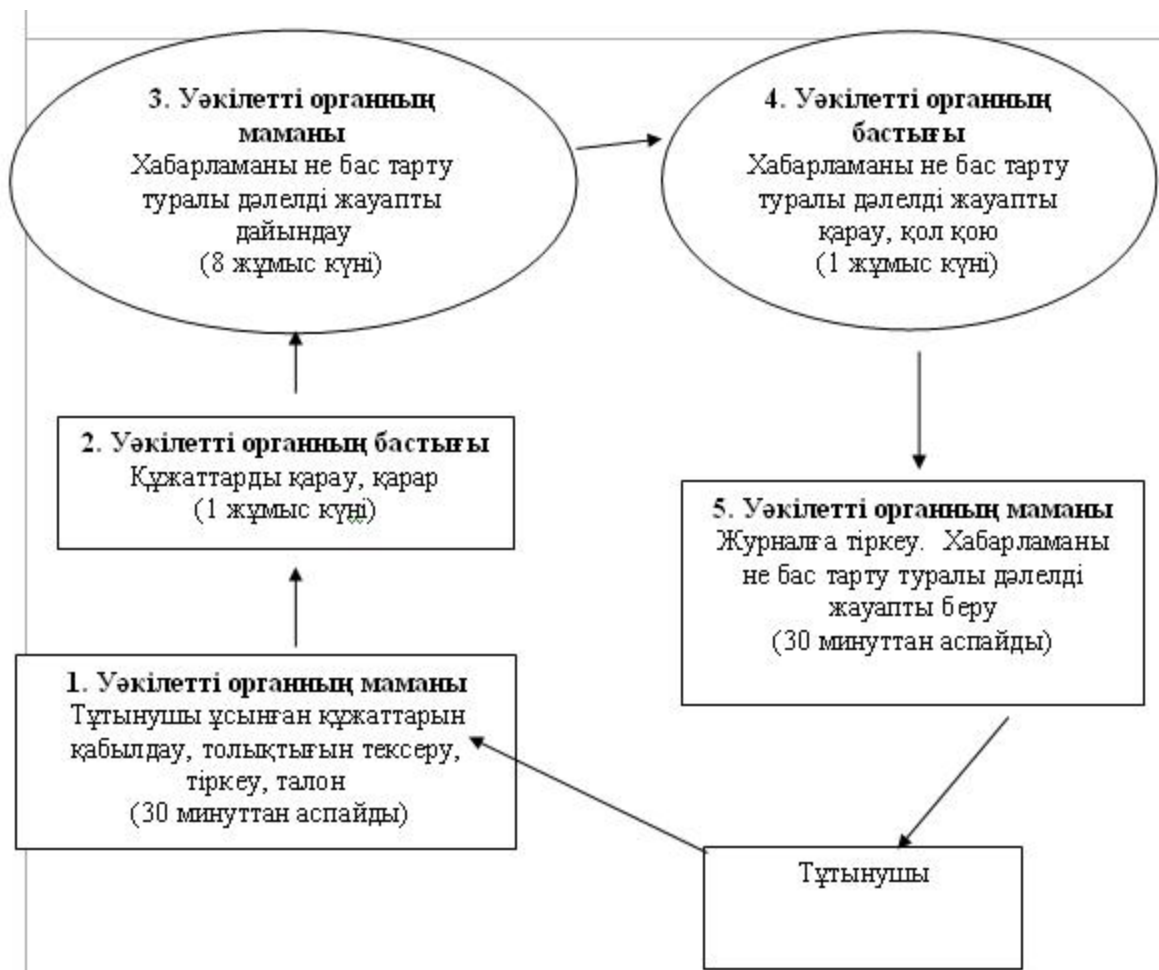 3. Уәкілетті органның
маманы
Хабарламаны не бас тарту
туралы дәлелді жауапты
дайындау
(8 жұмыс күні)
4. Уәкілетті органның
бастығы
Хабарламаны не бас тарту
туралы дәлелді жауапты
қарау, қол қою
(1 жұмыс күні)
2. Уәкілетті органның бастығы
Құжаттарды қарау, қарар
(1 жұмыс күңі)
5. Уәкілетті органның маманы
Журналға тіркеу. Хабарламаны
не бас тарту туралы дәлелді
жауапты беру
(30 минуттан аспайды)
1. Уәкілетті органның маманы
Тұтынушы ұсынған құжаттарын
қабылдау, толықтығын тексеру,
тіркеу, талон
(30 минуттан аспайды)
Тұтынушы